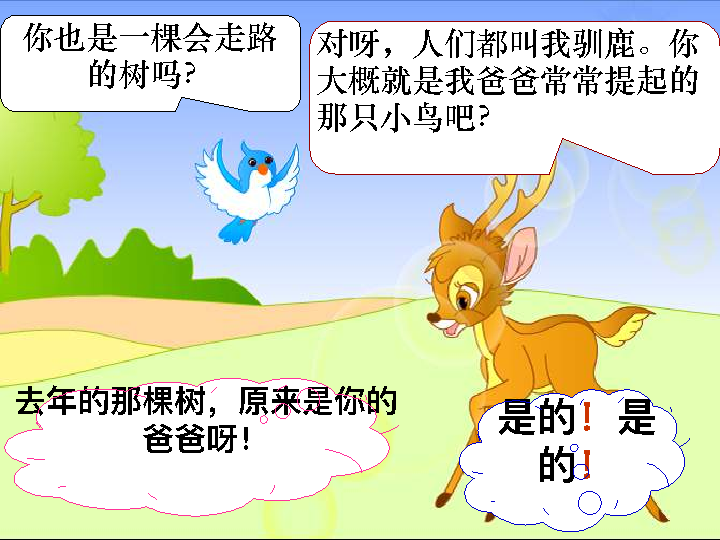 你也是一棵会走路
的树吗?
对呀，人们都叫我驯鹿。你
大概就是我爸爸常常提起的
那只小鸟吧?
去年的那棵树，原来是你的
爸爸呀！
是的！是
的！